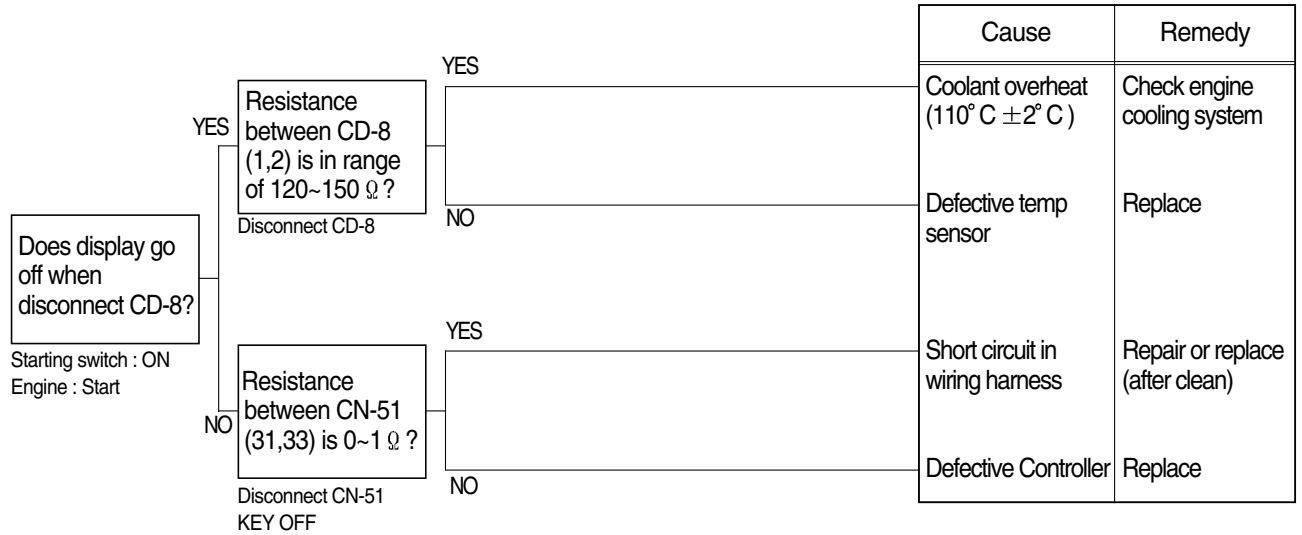 Does display go
off when
disconnect CD-8?
Starting switch : ON
Engine : Start
YES
Resistance
between CD-8
(1,2) is in range
of 120~150 Ω ?
Disconnect CD-8
YES
NO
NO
Resistance
between CN-51
(31,33) is 0~1 Ω ?
Disconnect CN-51
KEY OFF
YES
NO
Cause
Remedy
Coolant overheat
(110°C ±2°C )
Check engine
cooling system
Defective temp
sensor
Replace
Short circuit in
wiring harness
Repair or replace
(after clean)
Defective Controller
Replace